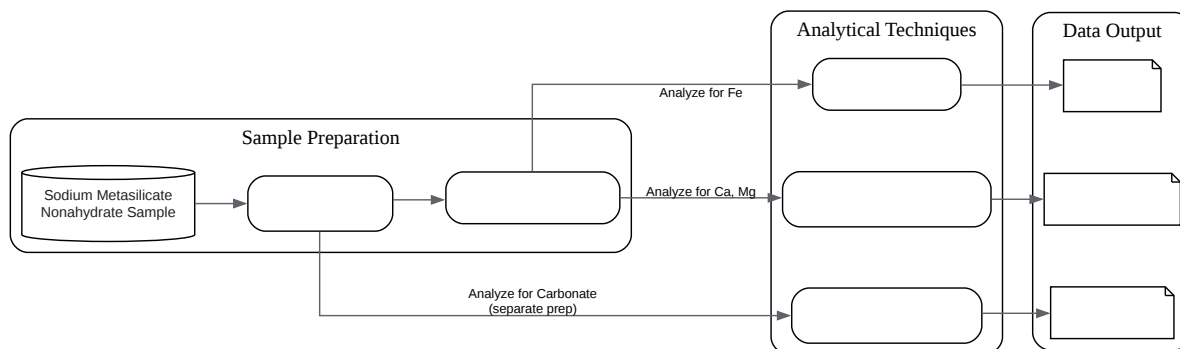 Analytical Techniques
Data Output
Analyze for Fe
Sample Preparation
Sodium Metasilicate
Nonahydrate Sample
Analyze for Ca, Mg
Analyze for Carbonate
(separate prep)